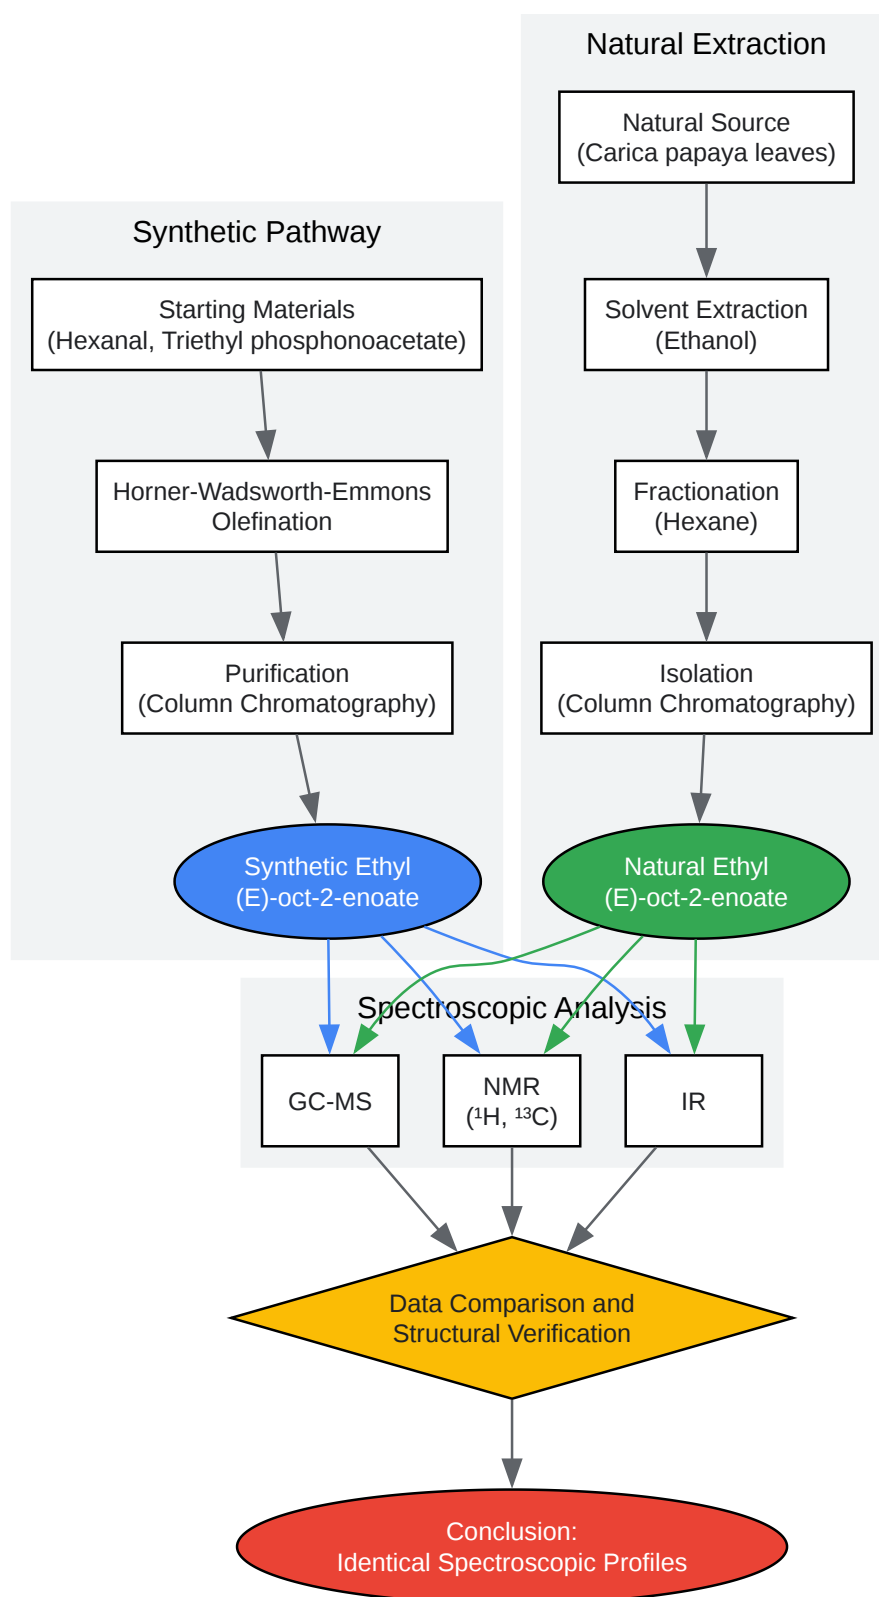 Natural Extraction
Natural Source
(Carica papaya leaves)
Solvent Extraction
(Ethanol)
Fractionation
(Hexane)
Isolation
(Column Chromatography)
Natural Ethyl
(E)-oct-2-enoate
Synthetic Pathway
Starting Materials
(Hexanal, Triethyl phosphonoacetate)
Horner-Wadsworth-Emmons
Olefination
Purification
(Column Chromatography)
Synthetic Ethyl
(E)-oct-2-enoate
Spectroscopic Analysis
GC-MS
NMR
(¹H, ¹³C)
IR
Data Comparison and
Structural Verification
Conclusion:
Identical Spectroscopic Profiles